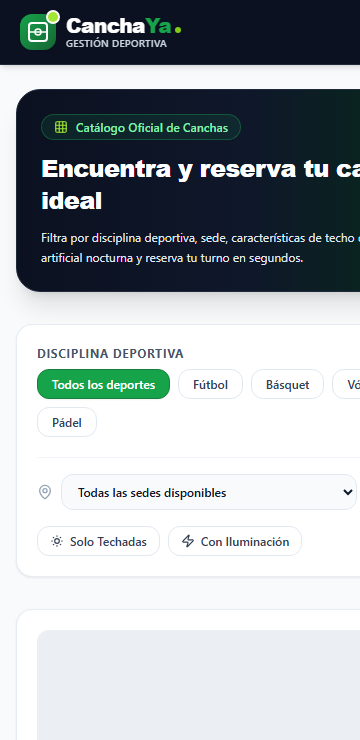 CanchaYa
GESTIÓN DEPORTIVA
Catálogo Oficial de Canchas
Encuentra y reserva tu ca
ideal
Filtra por disciplina deportiva, sede, características de techo
artificial nocturna y reserva tu turno en segundos.
DISCIPLINA DEPORTIVA
Todos los deportes Fútbol Básquet Vó
Pádel
Todas las sedes disponibles
Solo Techadas Con Iluminación